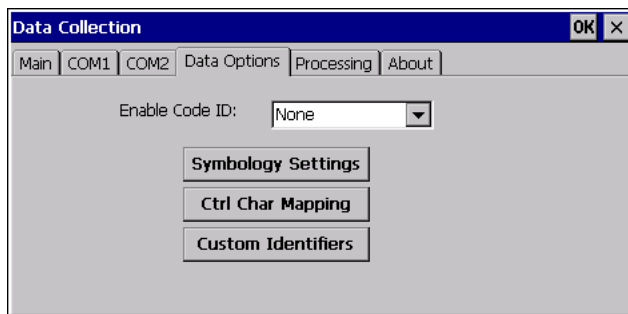 Data Collection OK ×
Main COM1 COM2 Data Options Processing About
Enable Code ID: None
Symbology Settings
Ctrl Char Mapping
Custom Identifiers